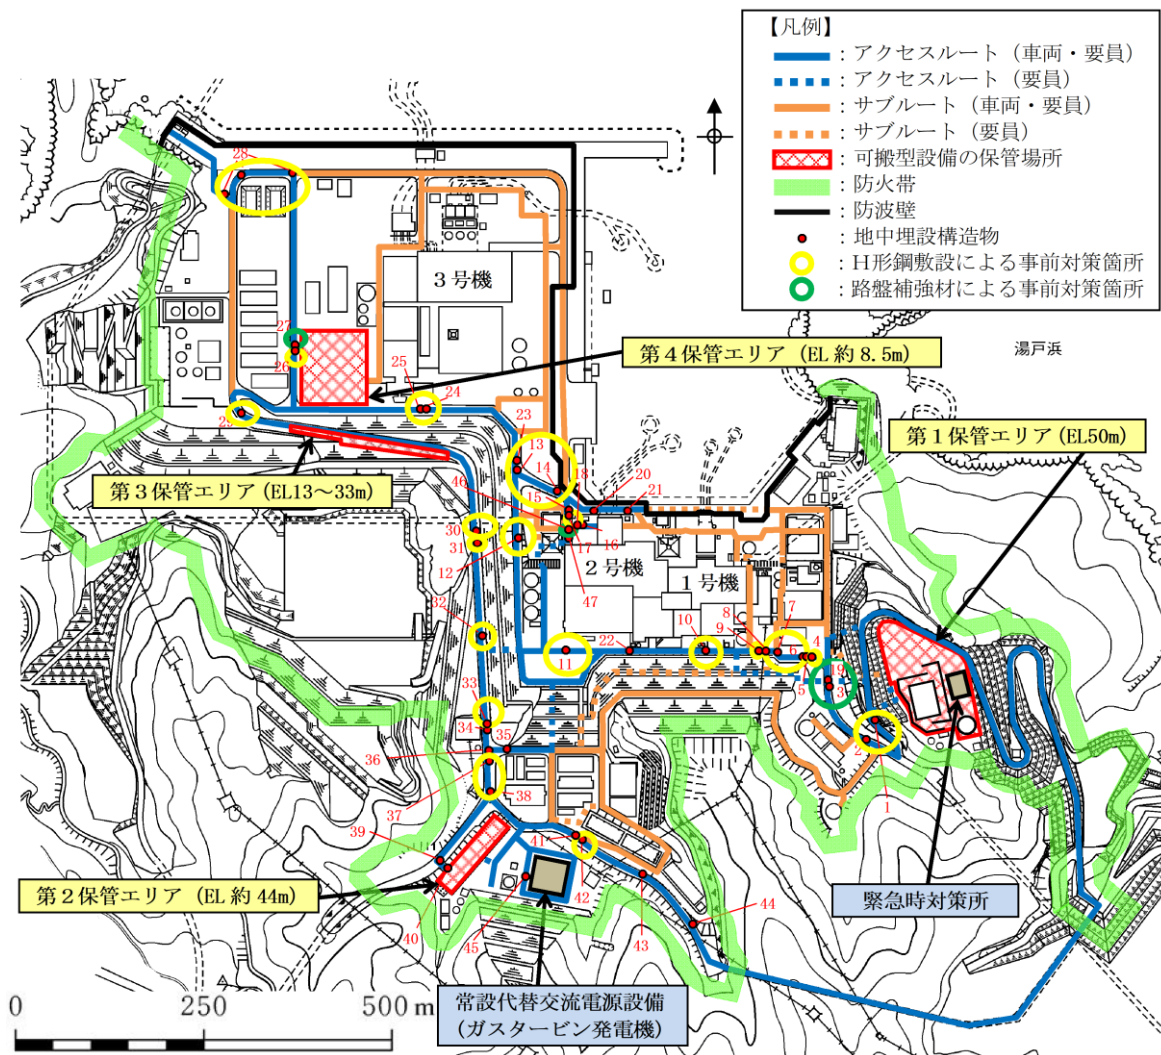 【凡例】
：アクセスルート（車両・要員）
：アクセスルート（要員）
：サブルート（車両・要員）
：サブルート（要員）
：可搬型設備の保管場所
：防火帯
：防波壁
：地中埋設構造物
：Ｈ形鋼敷設による事前対策箇所
：路盤補強材による事前対策箇所
28
3号機
27
26
第４保管エリア（EL 約 8.5m）
湯戸浜
25
24
29
23
13
第１保管エリア(EL50m)
第３保管エリア(EL13～33m)
14
18
46
15
20
21
30
31
12
16
17
2号機
1号機
47
32
10
9
8
7
22
11
6
4
5
19
3
33
34
35
36
2
1
37
38
39
41
42
第２保管エリア（EL 約 44m）
緊急時対策所
40
45
43
44
0
250
500 m
常設代替交流電源設備
（ガスタービン発電機）